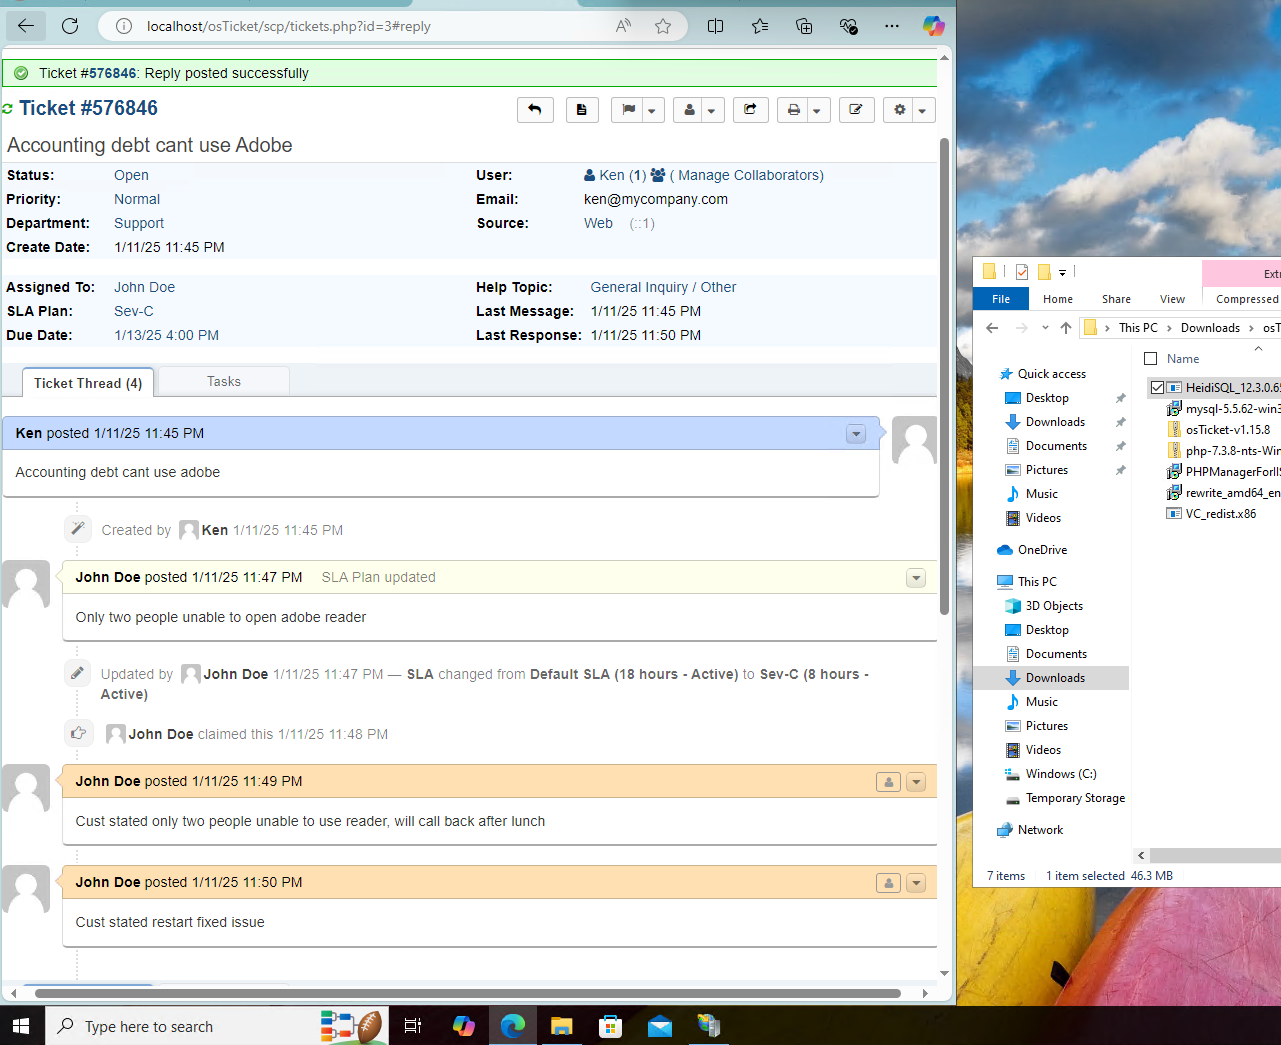 localhost/osTicket/scp/tickets.php?id=3#reply
Ticket #576846: Reply posted successfully
Ticket #576846
Accounting debt cant use Adobe
Status: Open
User: Ken (1) ( Manage Collaborators)
Priority: Normal
Email: ken@mycompany.com
Department: Support
Source: Web (::1)
Create Date: 1/11/25 11:45 PM
Assigned To: John Doe
Help Topic: General Inquiry / Other
SLA Plan: Sev-C
Last Message: 1/11/25 11:45 PM
Due Date: 1/13/25 4:00 PM
Last Response: 1/11/25 11:50 PM
Ticket Thread (4)
Tasks
Ken posted 1/11/25 11:45 PM
Accounting debt cant use adobe
Created by Ken 1/11/25 11:45 PM
John Doe posted 1/11/25 11:47 PM SLA Plan updated
Only two people unable to open adobe reader
Updated by John Doe 1/11/25 11:47 PM — SLA changed from Default SLA (18 hours - Active) to Sev-C (8 hours -
Active)
John Doe claimed this 1/11/25 11:48 PM
John Doe posted 1/11/25 11:49 PM
Cust stated only two people unable to use reader, will call back after lunch
John Doe posted 1/11/25 11:50 PM
Cust stated restart fixed issue
Extr
File Home Share View Compressed
This PC > Downloads > osT
Name
Quick access
Desktop
Downloads
Documents
Pictures
Music
Videos
OneDrive
This PC
3D Objects
Desktop
Documents
Downloads
Music
Pictures
Videos
Windows (C:)
Temporary Storage
Network
HeidiSQL_12.3.0.65
mysql-5.5.62-win3
osTicket-v1.15.8
php-7.3.8-nts-Win
PHPManagerForIIS
rewrite_amd64_en
VC_redist.x86
7 items 1 item selected 46.3 MB
Type here to search